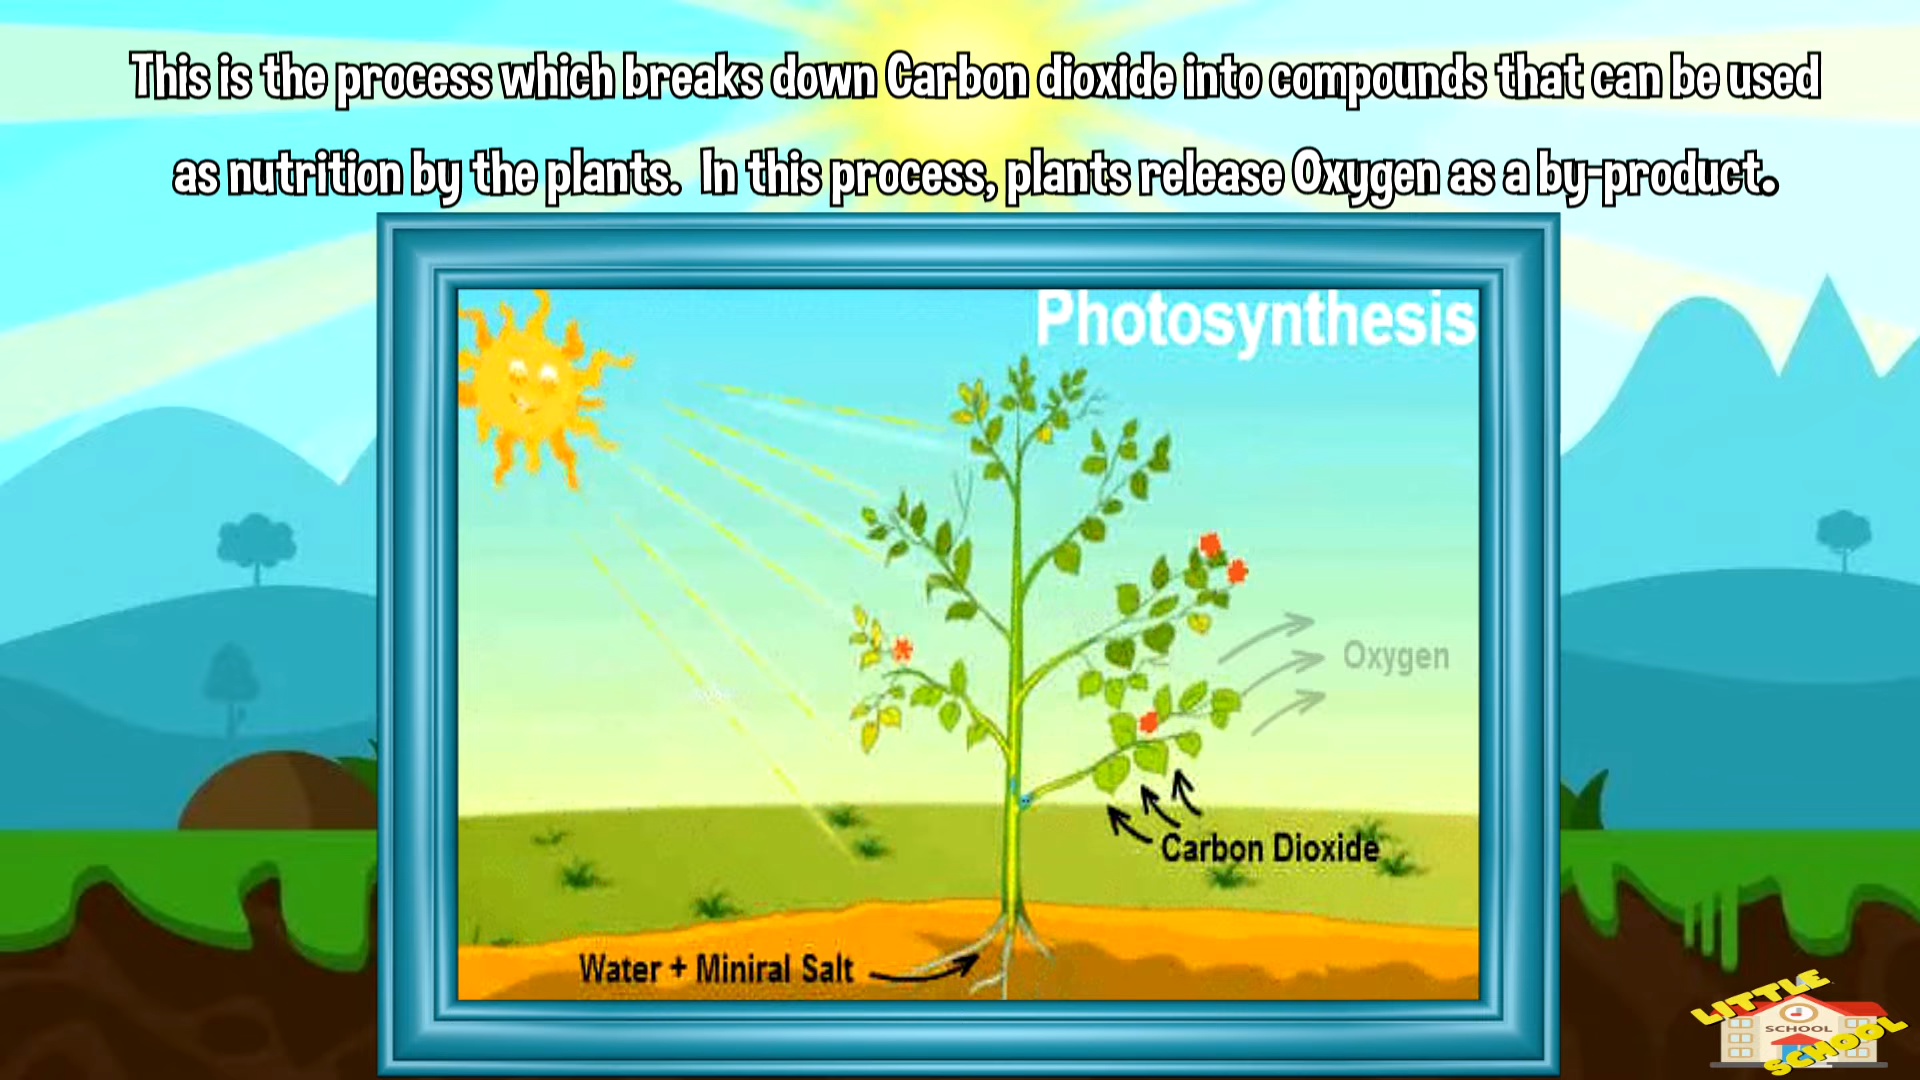 This is the process which breaks down Carbon dioxide into compounds that can be used
as nutrition by the plants. In this process, plants release Oxygen as a by-product.
Photosynthesis
Oxygen
Carbon Dioxide
Water + Miniral Salt
LITTLE
SCHOOL
SCHOOL